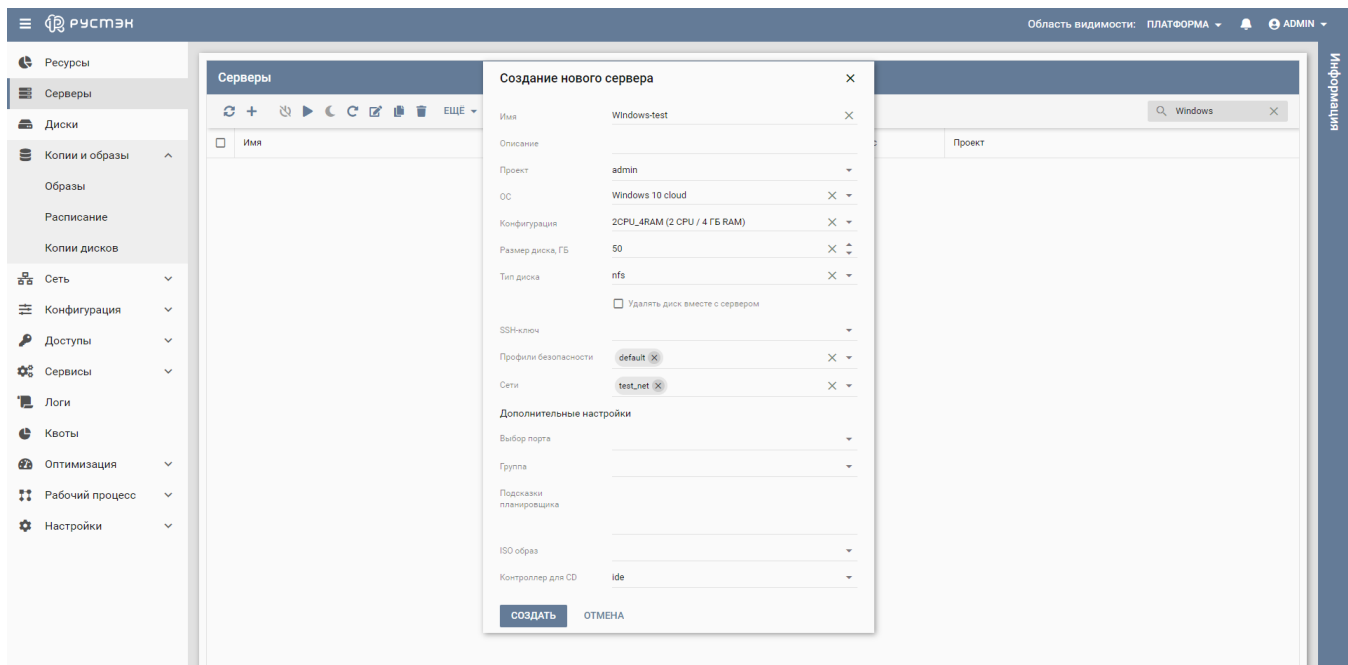 РУСТЭК
Область видимости: ПЛАТФОРМА
ADMIN
Информация
Ресурсы
Серверы
Диски
Копии и образы
Образы
Расписание
Копии дисков
Сеть
Конфигурация
Доступы
Сервисы
Логи
Квоты
Оптимизация
Рабочий процесс
Настройки
Серверы
ЕЩЁ
Windows
Имя
Проект
Создание нового сервера
Имя WIndows-test
Описание
Проект admin
ОС Windows 10 cloud
Конфигурация 2CPU_4RAM (2 CPU / 4 ГБ RAM)
Размер диска, ГБ 50
Тип диска nfs
Удалять диск вместе с сервером
SSH-ключ
Профили безопасности default
Сети test_net
Дополнительные настройки
Выбор порта
Группа
Подсказки
планировщика
ISO образ
Контроллер для CD ide
СОЗДАТЬ ОТМЕНА